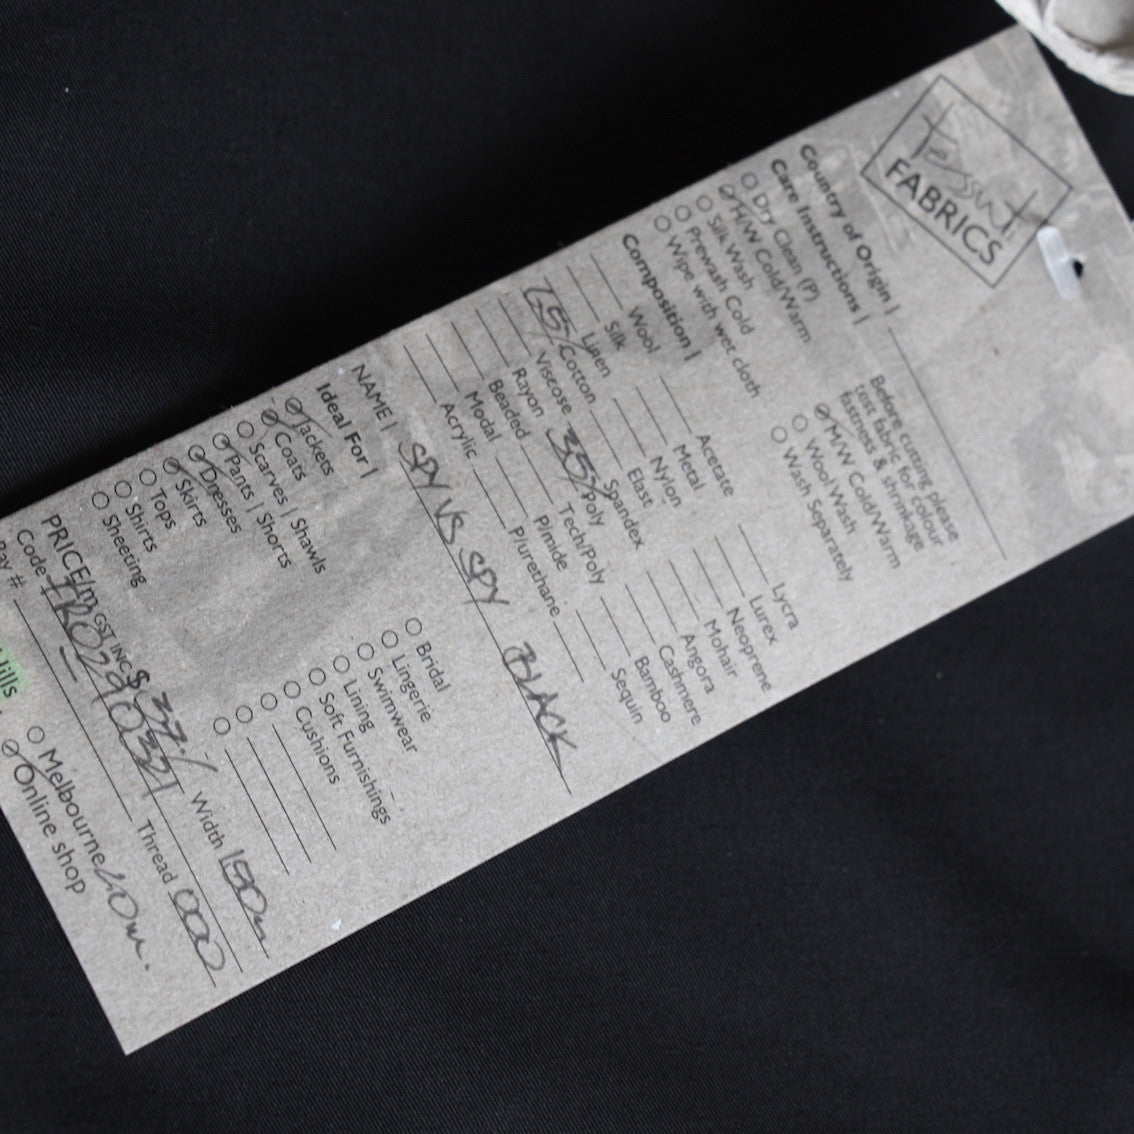 Tessuti
FABRICS
Country of Origin |
Care Instructions |
Dry Clean (P)
H/W Cold/Warm
Silk Wash
Prewash Cold
Wipe wigh wet cloth
Before cutting please
test fabric for colour
fastness & shrinkage
M/W Cold/Warm
Wool Wash
Wash Separately
Composition |
Wool
Silk
Linen
65% Cotton
Viscose
Rayon
Beaded
Modal
Acrylic
Acetate
Metal
Nylon
Elast
Spandex
35% Poly
Tech/Poly
P/mide
P/urethane
Lycra
Lurex
Neoprene
Mohair
Angora
Cashmere
Bamboo
Sequin
NAME | SPY VS SPY BLACK
Ideal For |
Jackets
Coats
Scarves | Shawls
Pants | Shorts
Dresses
Skirts
Tops
Shirts
Sheeting
Bridal
Lingerie
Swimwear
Lining
Soft Furnishings
Cushions
PRICE/m GST INC $ 37.-/ Width 150m
Code Thread 000
Melbourne
Online shop